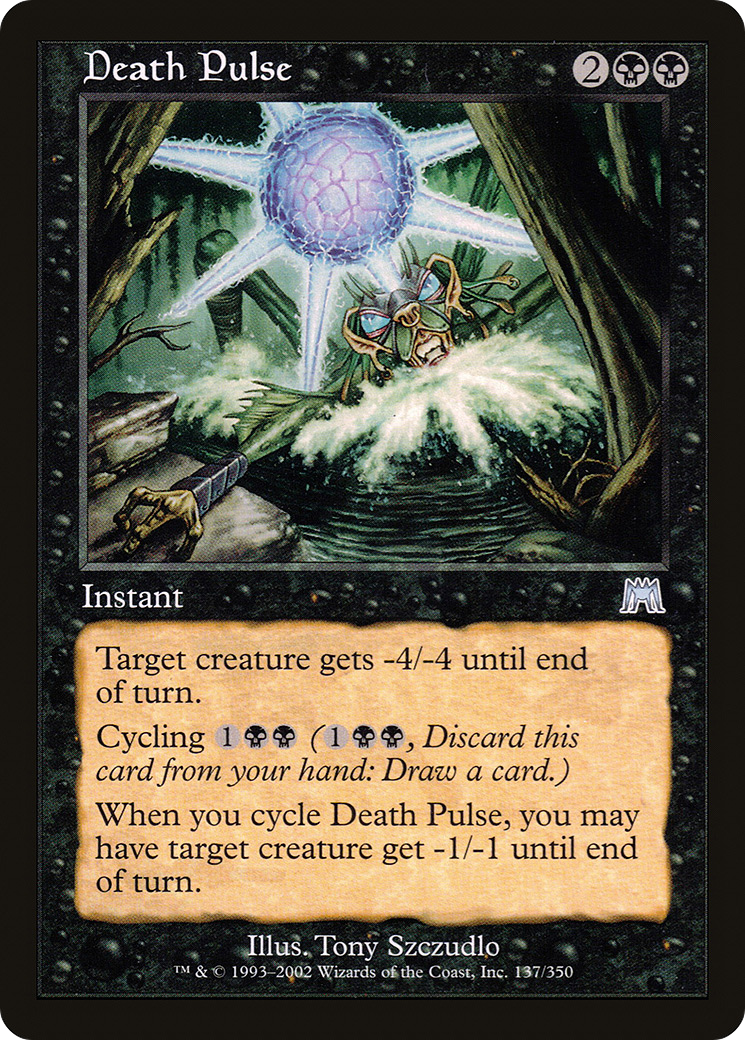 Death Pulse
2
Instant
Target creature gets -4/-4 until end
of turn.
Cycling 1 (1, Discard this
card from your hand: Draw a card.)
When you cycle Death Pulse, you may
have target creature get -1/-1 until end
of turn.
Illus. Tony Szczudlo
™ & © 1993–2002 Wizards of the Coast, Inc. 137/350